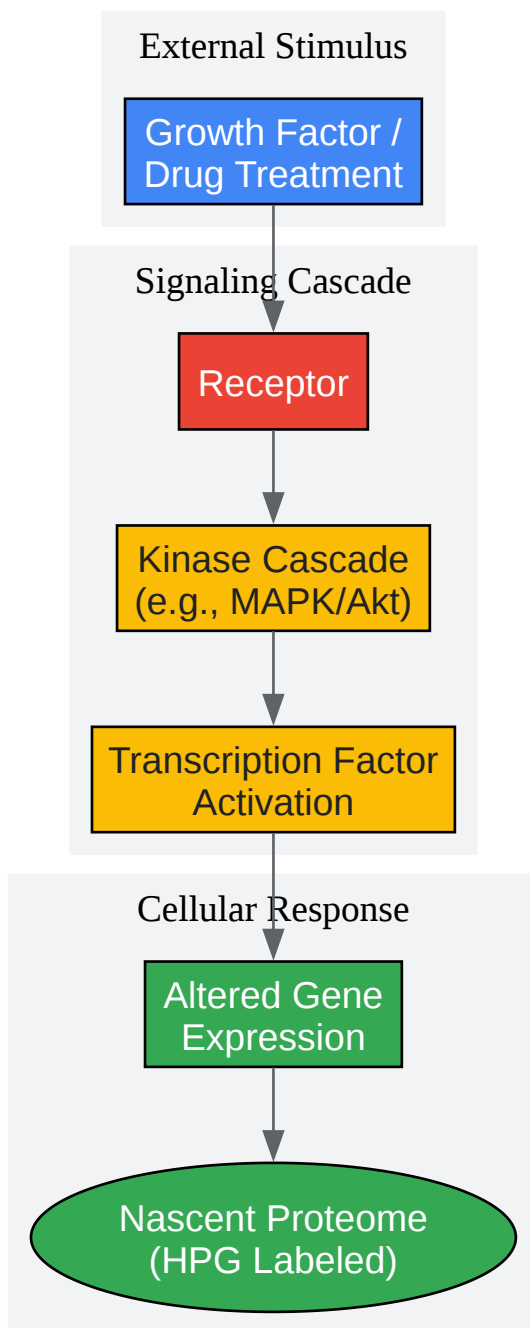 External Stimulus
Growth Factor /
Drug Treatment
Signaling Cascade
Receptor
Kinase Cascade
(e.g., MAPK/Akt)
Transcription Factor
Activation
Cellular Response
Altered Gene
Expression
Nascent Proteome
(HPG Labeled)